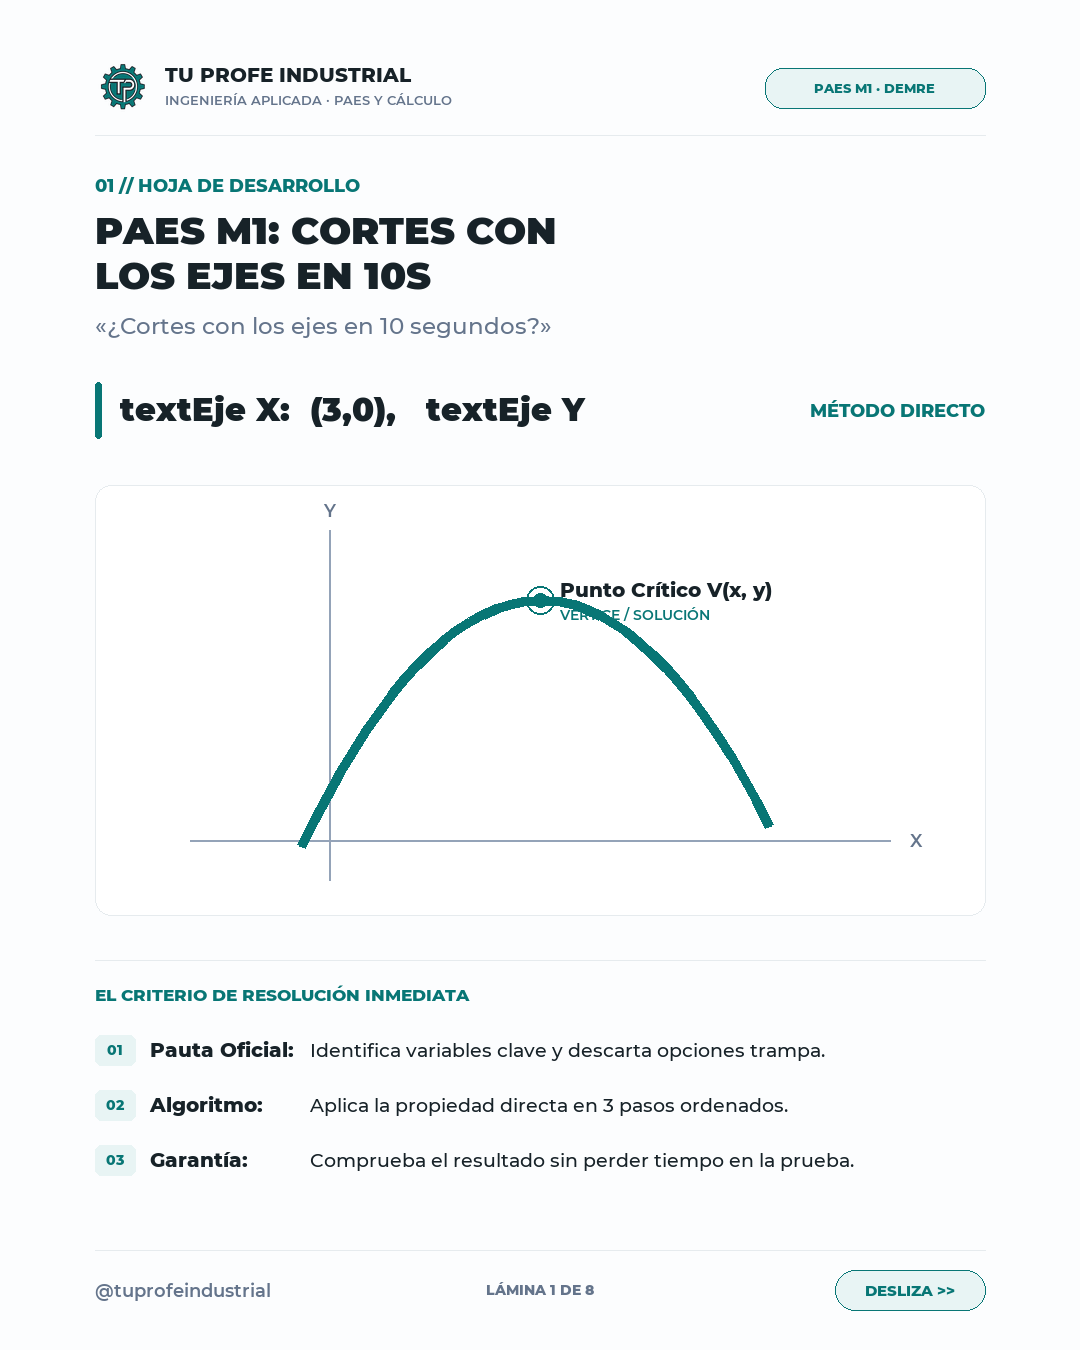 TP
TU PROFE INDUSTRIAL
INGENIERÍA APLICADA · PAES Y CÁLCULO
PAES M1 · DEMRE
01 // HOJA DE DESARROLLO
PAES M1: CORTES CON
LOS EJES EN 10S
«¿Cortes con los ejes en 10 segundos?»
textEje X: (3,0), textEje Y
MÉTODO DIRECTO
Y
Punto Crítico V(x, y)
VÉRTICE / SOLUCIÓN
X
EL CRITERIO DE RESOLUCIÓN INMEDIATA
01 Pauta Oficial: Identifica variables clave y descarta opciones trampa.
02 Algoritmo: Aplica la propiedad directa en 3 pasos ordenados.
03 Garantía: Comprueba el resultado sin perder tiempo en la prueba.
@tuprofeindustrial
LÁMINA 1 DE 8
DESLIZA >>